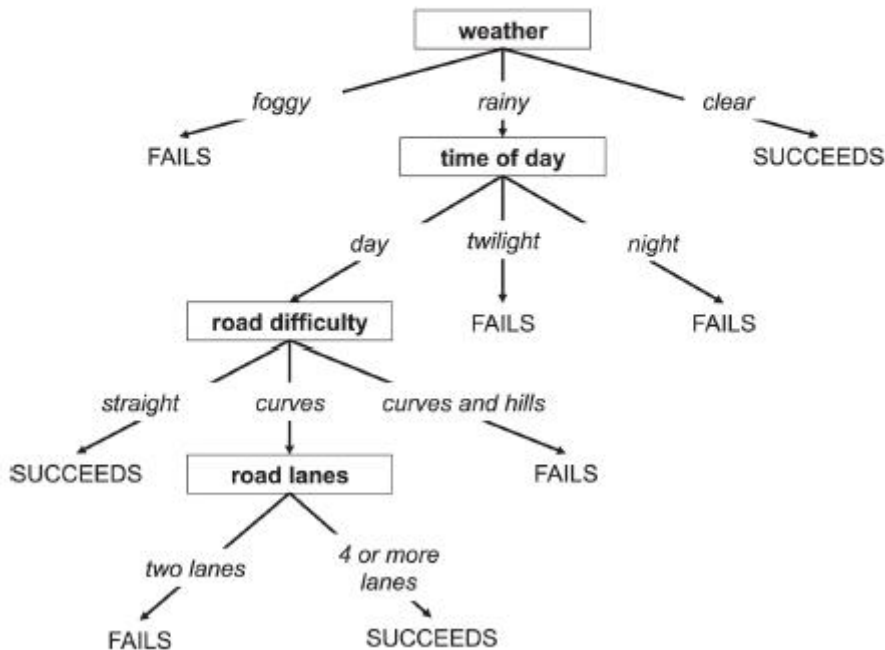 weather
foggy
rainy
clear
FAILS
time of day
SUCCEEDS
day
twilight
night
road difficulty
FAILS
FAILS
straight
curves
curves and hills
SUCCEEDS
road lanes
FAILS
two lanes
4 or more
lanes
FAILS
SUCCEEDS